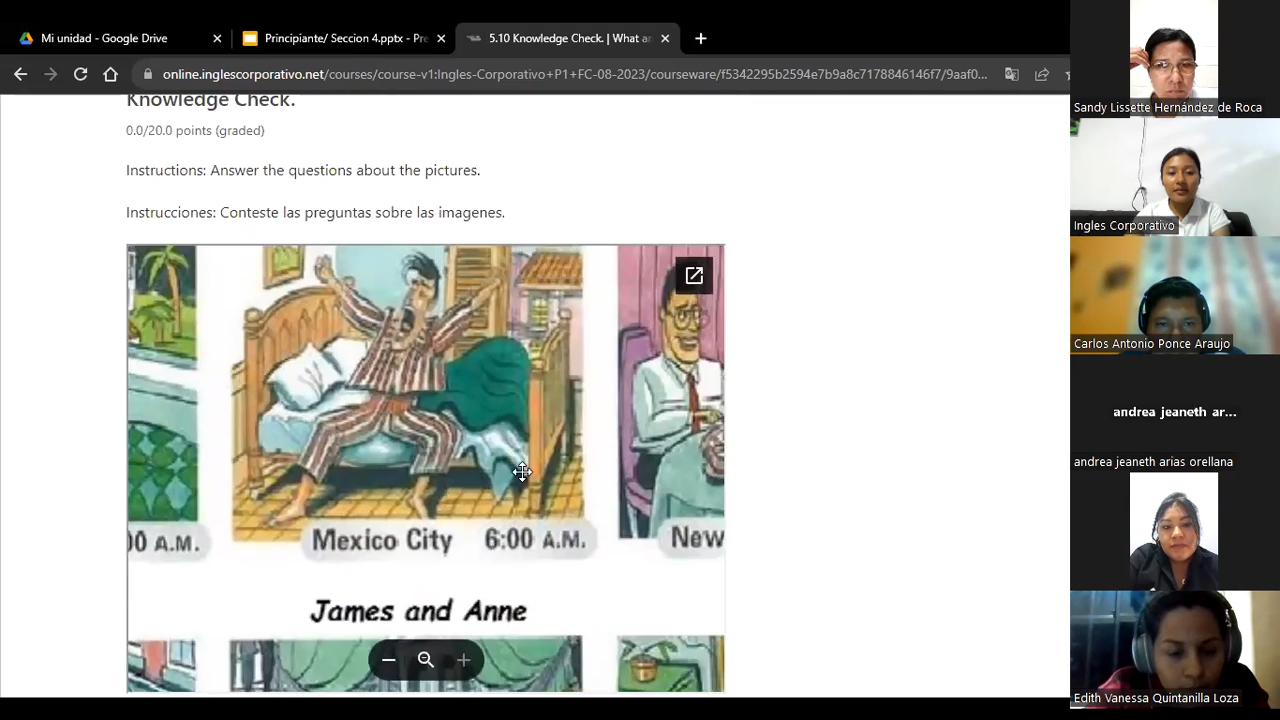 Mi unidad - Google Drive
Principiante/ Seccion 4.pptx - Pre
5.10 Knowledge Check. | What an
online.inglescorporativo.net/courses/course-v1:Ingles-Corporativo+P1+FC-08-2023/courseware/f5342295b2594e7b9a8c7178846146f7/9aaf0...
Knowledge Check.
0.0/20.0 points (graded)
Instructions: Answer the questions about the pictures.
Instrucciones: Conteste las preguntas sobre las imagenes.
00 A.M.
Mexico City 6:00 A.M.
New
James and Anne
Sandy Lissette Hernández de Roca
Ingles Corporativo
Carlos Antonio Ponce Araujo
andrea jeaneth ar...
andrea jeaneth arias orellana
Edith Vanessa Quintanilla Loza